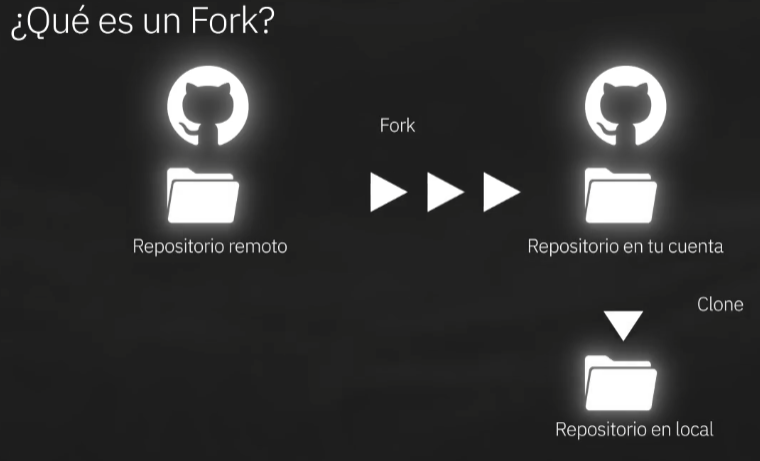 ¿Qué es un Fork?
Fork
Repositorio remoto
Repositorio en tu cuenta
Clone
Repositorio en local